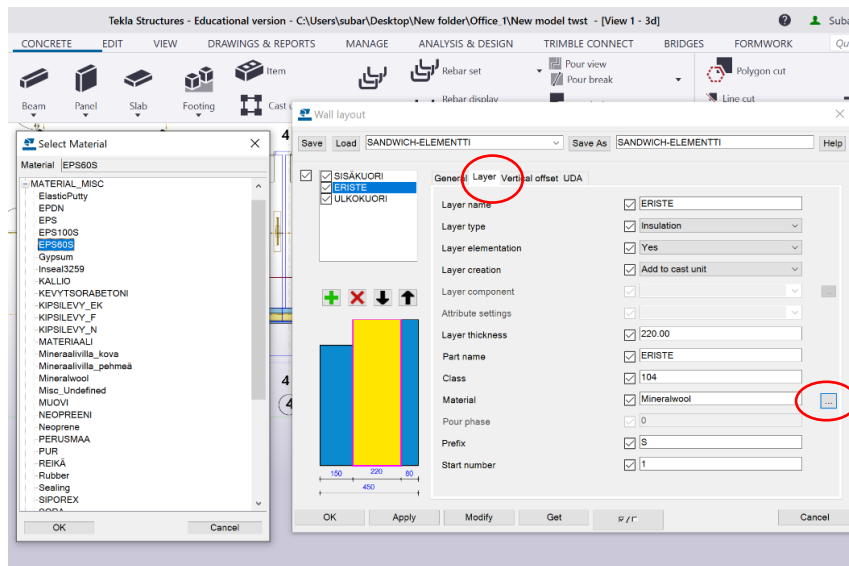 Tekla Structures - Educational version - C:\Users\subar\Desktop\New folder\Office_1\New model twst - [View 1 - 3d]
? Suba
CONCRETE EDIT VIEW DRAWINGS & REPORTS MANAGE ANALYSIS & DESIGN TRIMBLE CONNECT BRIDGES FORMWORK Qu
Item
Rebar set
Pour view
Pour break
Polygon cut
Beam Panel Slab Footing
Cast u
Rebar display
Line cut
Select Material
Material EPS60S
MATERIAL_MISC
ElasticPutty
EPDN
EPS
EPS100S
EPS60S
Gypsum
Inseal3259
KALLIO
KEVYTSORABETONI
KIPSILEVY_EK
KIPSILEVY_F
KIPSILEVY_N
MATERIAALI
Mineraalivilla_kova
Mineraalivilla_pehmeä
Mineralwool
Misc_Undefined
MUOVI
NEOPREENI
Neoprene
PERUSMAA
PUR
REIKÄ
Rubber
Sealing
SIPOREX
OK Cancel
4
4
4
Wall layout
Save Load SANDWICH-ELEMENTTI Save As SANDWICH-ELEMENTTI Help
SISÄKUORI
ERISTE
ULKOKUORI
General Layer Vertical offset UDA
Layer name ERISTE
Layer type Insulation
Layer elementation Yes
Layer creation Add to cast unit
Layer component ...
Attribute settings
Layer thickness 220.00
Part name ERISTE
Class 104
Material Mineralwool ...
Pour phase 0
Prefix S
Start number 1
150 220 80
450
OK Apply Modify Get Cancel